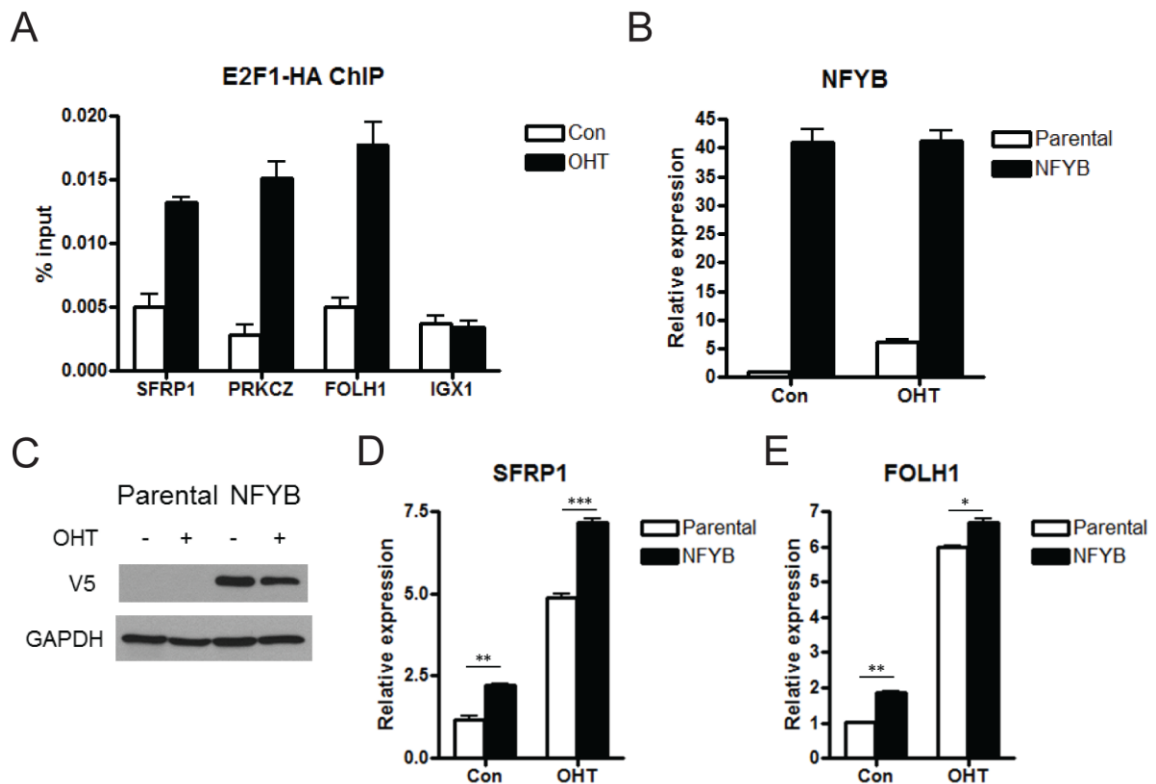 A
E2F1-HA ChIP
% input
0.020
0.015
0.010
0.005
0.000
SFRP1 PRKCZ FOLH1 IGX1
Con
OHT
B
NFYB
Relative expression
45
40
35
30
25
20
15
10
5
0
Con OHT
Parental
NFYB
C
Parental NFYB
OHT - + - +
V5
GAPDH
D
SFRP1
Relative expression
7.5
5.0
2.5
0.0
**
***
Con OHT
Parental
NFYB
E
FOLH1
Relative expression
7
6
5
4
3
2
1
0
**
*
Con OHT
Parental
NFYB